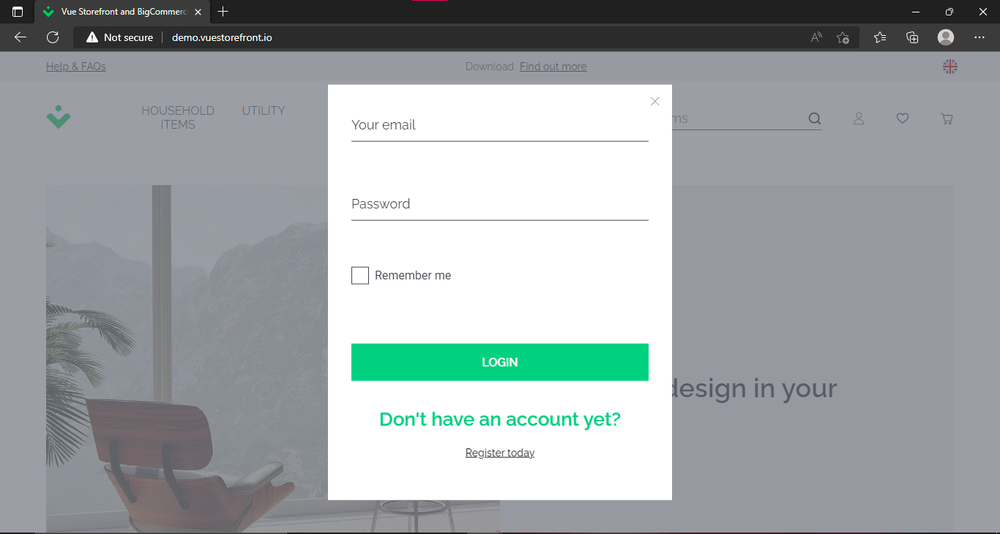 Vue Storefront and BigCommerc
Not secure
demo.vuestorefront.io
Help & FAQs
Download Find out more
HOUSEHOLD ITEMS
UTILITY
ms
Your email
Password
Remember me
LOGIN
design in your
Don't have an account yet?
Register today